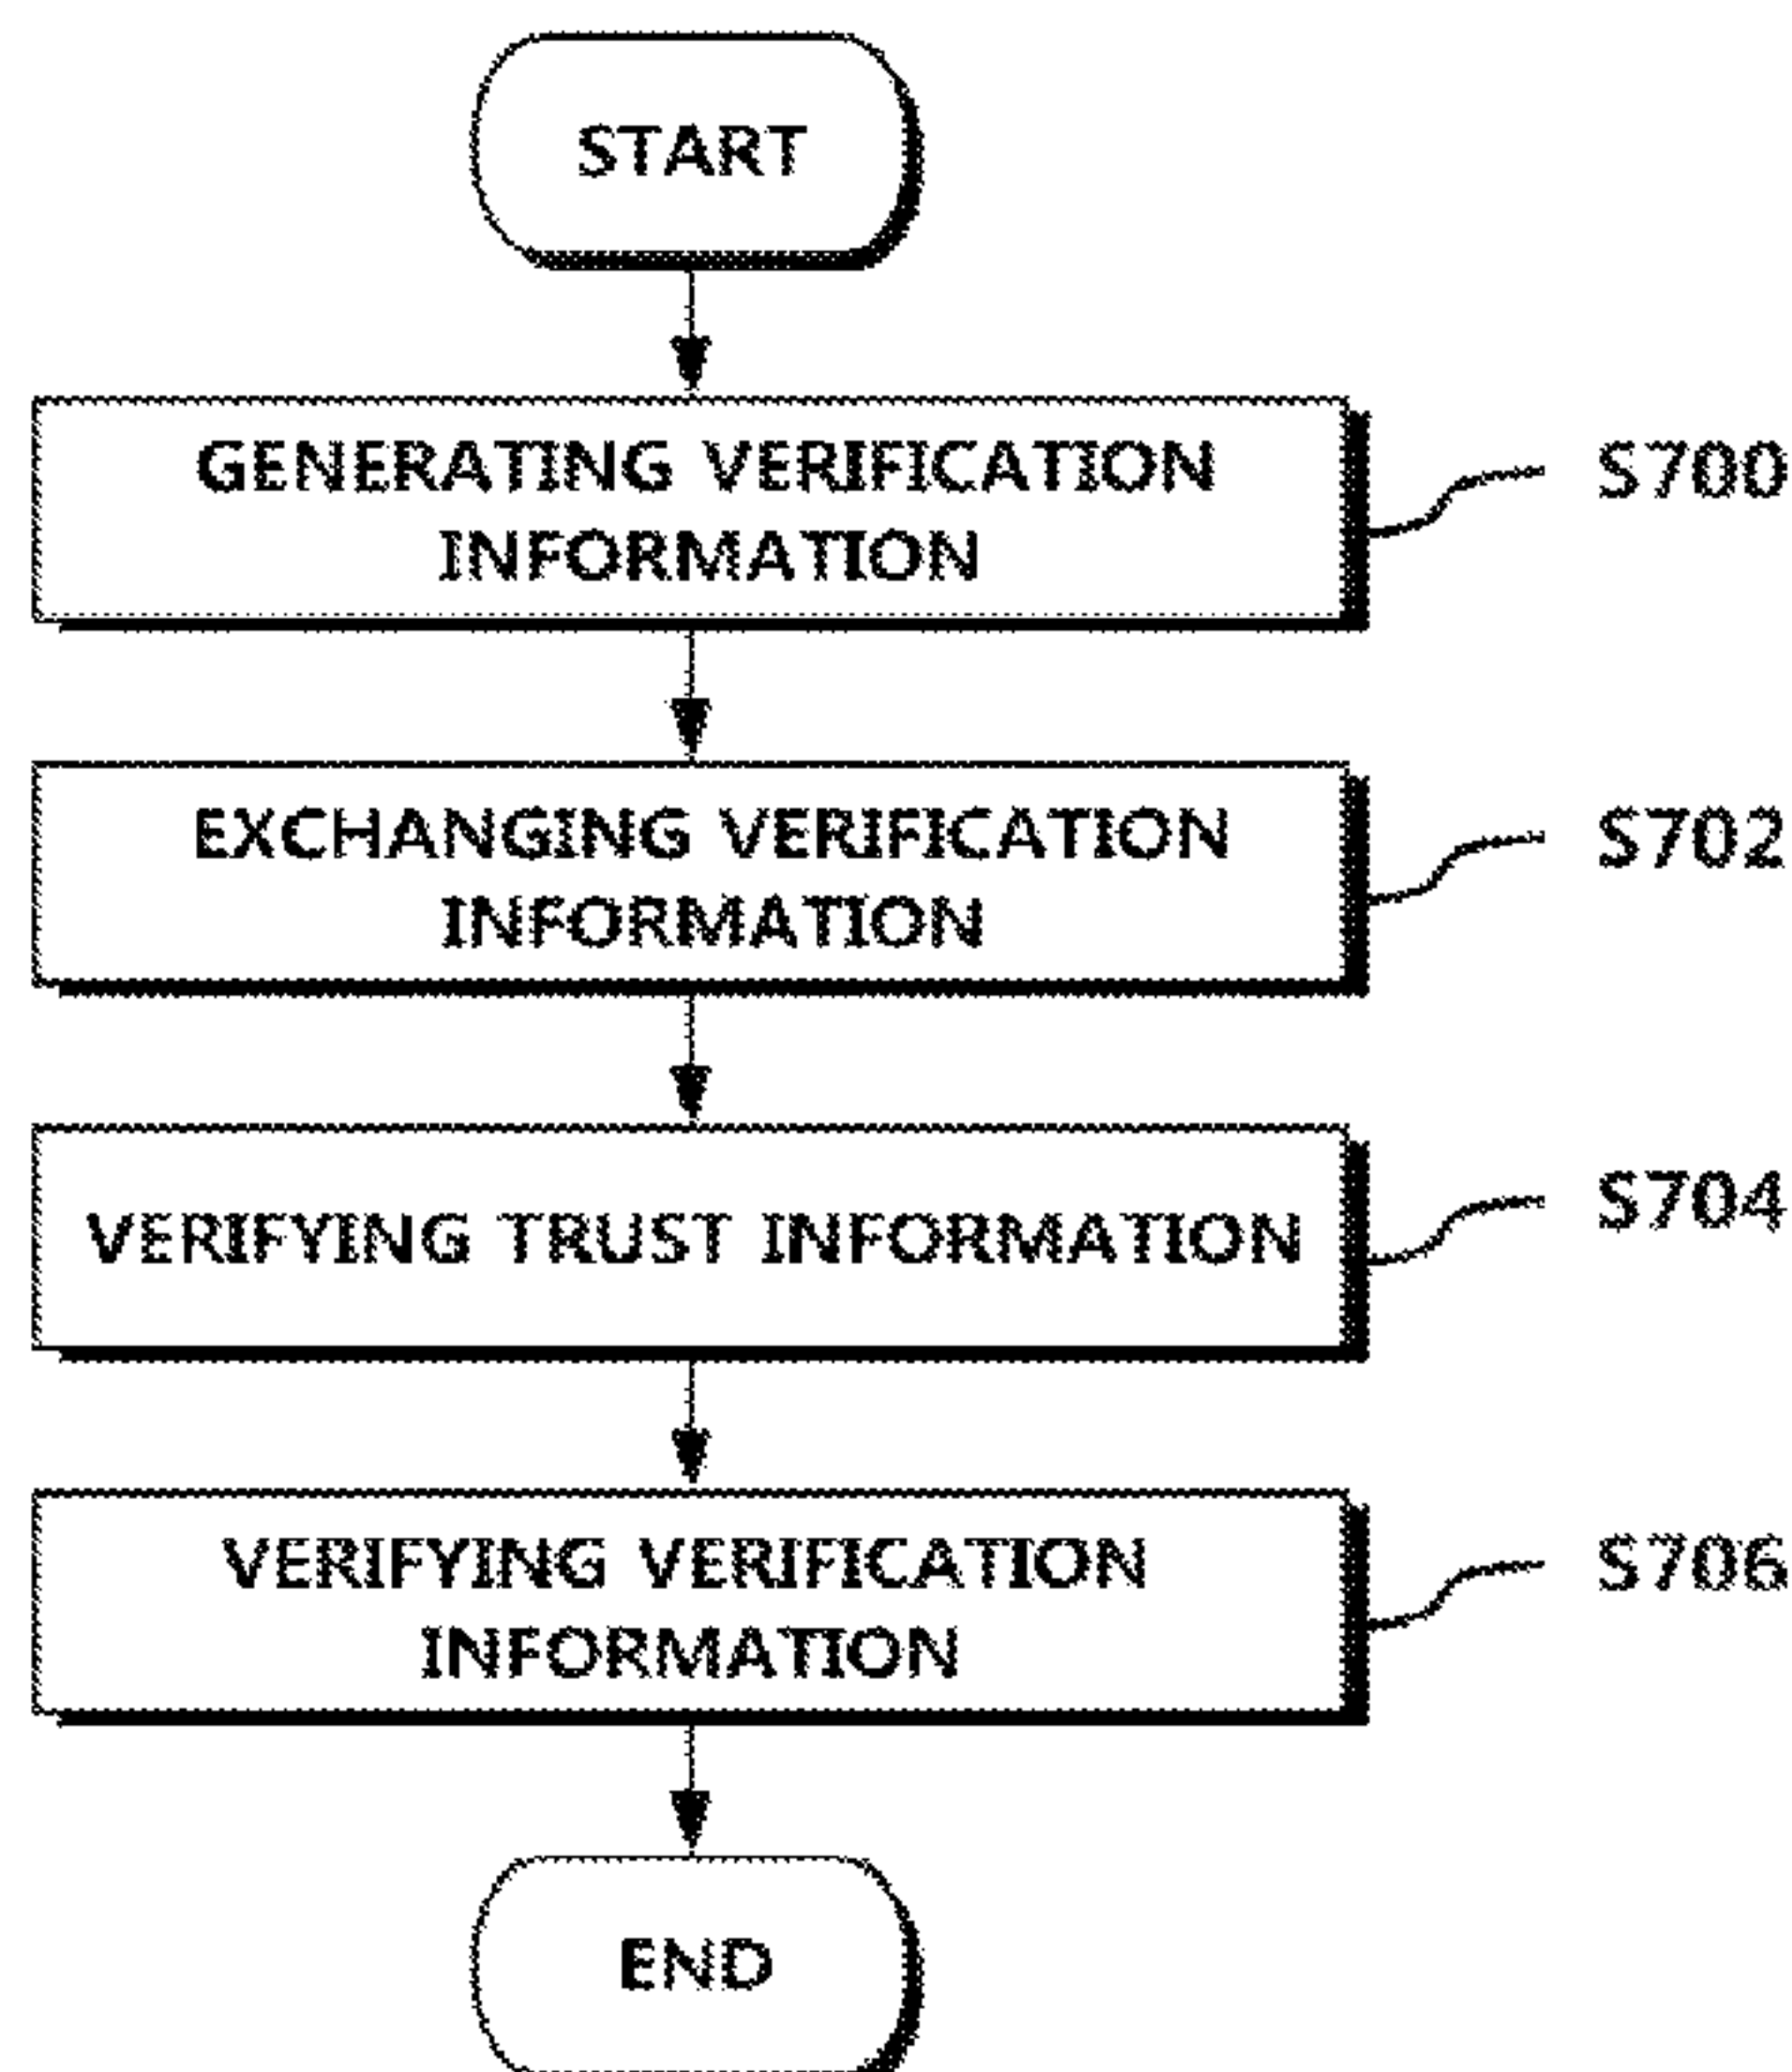 START
GENERATING VERIFICATION
INFORMATION
S700
EXCHANGING VERIFICATION
INFORMATION
S702
VERIFYING TRUST INFORMATION
S704
VERIFYING VERIFICATION
INFORMATION
S706
END